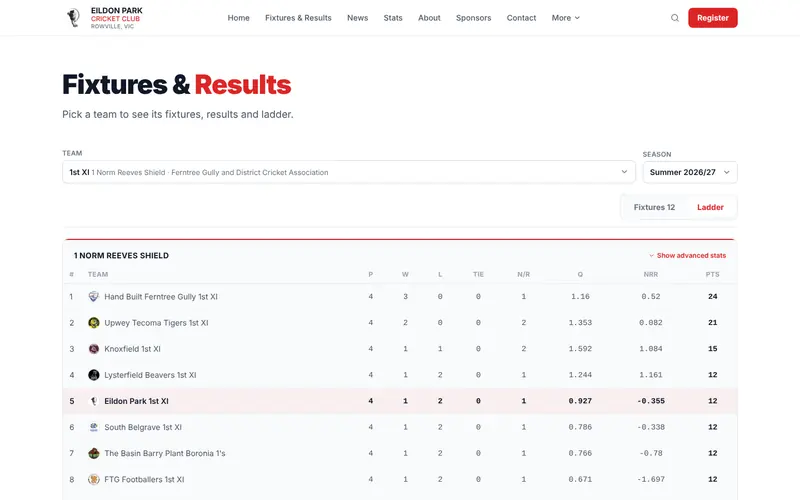 EILDON PARK
CRICKET CLUB
ROWVILLE, VIC
Home Fixtures & Results News Stats About Sponsors Contact More Register
Fixtures & Results
Pick a team to see its fixtures, results and ladder.
TEAM SEASON
1st XI 1 Norm Reeves Shield · Ferntree Gully and District Cricket Association Summer 2026/27
Fixtures 12 Ladder
1 NORM REEVES SHIELD Show advanced stats
# TEAM P W L TIE N/R Q NRR PTS
1 Hand Built Ferntree Gully 1st XI 4 3 0 0 1 1.16 0.52 24
2 Upwey Tecoma Tigers 1st XI 4 2 0 0 2 1.353 0.082 21
3 Knoxfield 1st XI 4 1 1 0 2 1.592 1.084 15
4 Lysterfield Beavers 1st XI 4 1 2 0 1 1.244 1.161 12
5 Eildon Park 1st XI 4 1 2 0 1 0.927 -0.355 12
6 South Belgrave 1st XI 4 1 2 0 1 0.786 -0.338 12
7 The Basin Barry Plant Boronia 1's 4 1 2 0 1 0.766 -0.78 12
8 FTG Footballers 1st XI 4 1 2 0 1 0.671 -1.697 12